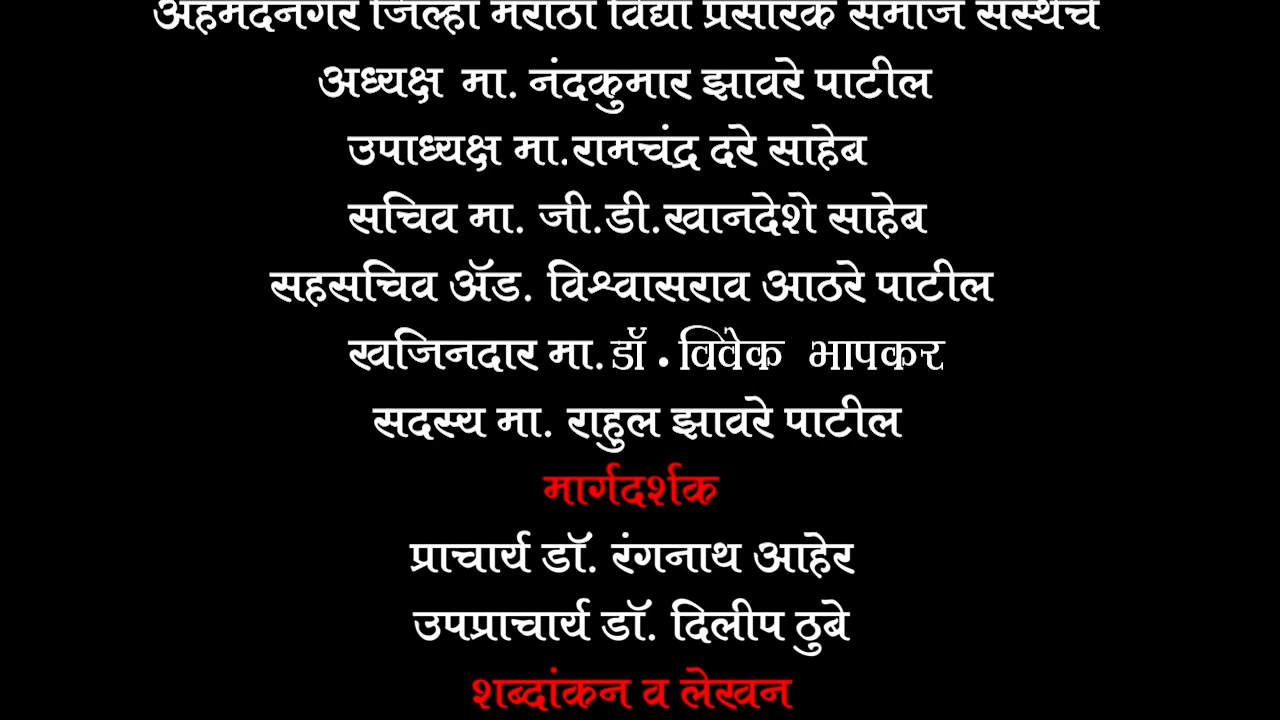 अहमदनगर जिल्हा मराठा विद्या प्रसारक समाज संस्थेचे
अध्यक्ष मा. नंदकुमार झावरे पाटील
उपाध्यक्ष मा.रामचंद्र दरे साहेब
सचिव मा. जी.डी.खानदेशे साहेब
सहसचिव ॲड. विश्वासराव आठरे पाटील
खजिनदार मा.डॉ.विवेक भापकर
सदस्य मा. राहुल झावरे पाटील
मार्गदर्शक
प्राचार्य डॉ. रंगनाथ आहेर
उपप्राचार्य डॉ. दिलीप ठुबे
शब्दांकन व लेखन